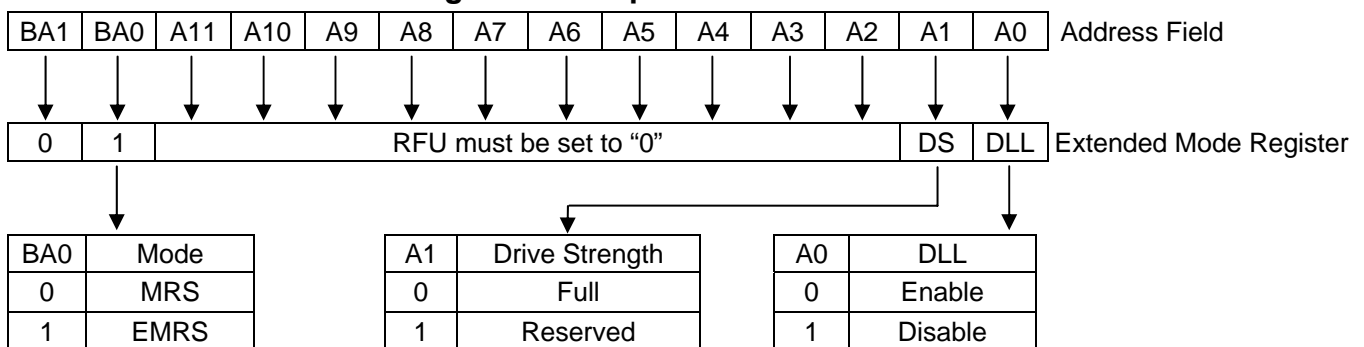 BA1 BA0 A11 A10 A9 A8 A7 A6 A5 A4 A3 A2 A1 A0 Address Field
0 1 RFU must be set to “0” DS DLL Extended Mode Register
BA0 Mode A1 Drive Strength A0 DLL
0 MRS 0 Full 0 Enable
1 EMRS 1 Reserved 1 Disable